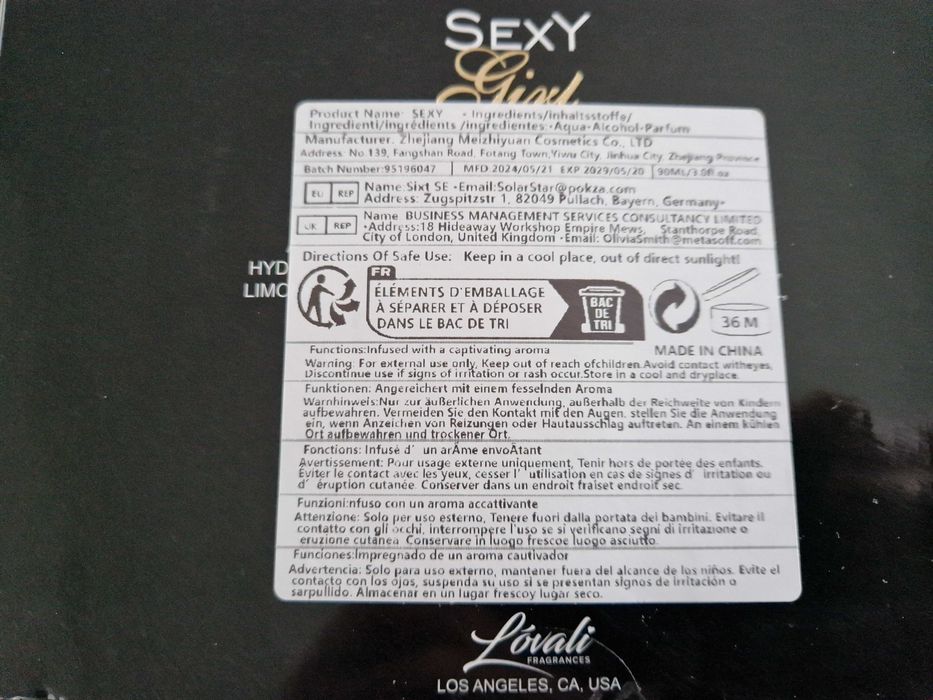 SEXY
Girl
Product Name: SEXY • Ingredients/Inhaltsstoffe/
Ingredienti/ingrédients /ingredientes:•Aqua•Alcohol•Parfum
Manufacturer: Zhejiang Meizhiyuan Cosmetics Co., LTD
Address: No.139, Fangshan Road, Fotang Town,Yiwu City, Jinhua City, Zhejiang Province
Batch Number:95196047 | MFD 2024/05/21 EXP 2029/05/20 | 90ML/3.0fl oz
EU REP
Name:Sixt SE •Email:SolarStar@pokza.com
Address: Zugspitzstr 1, 82049 Pullach, Bayern, Germany•
UK REP
Name: BUSINESS MANAGEMENT SERVICES CONSULTANCY LIMITED
•Address:18 Hideaway Workshop Empire Mews, Stanthorpe Road,
City of London, United Kingdom •Email: OliviaSmith@metasoff.com
Directions Of Safe Use: Keep in a cool place, out of direct sunlight!
HYD
LIMO
FR
ÉLÉMENTS D'EMBALLAGE
À SÉPARER ET À DÉPOSER
DANS LE BAC DE TRI
BAC
DE
TRI
36 M
MADE IN CHINA
Functions:Infused with a captivating aroma
Warning: For external use only, Keep out of reach ofchildren.Avoid contact witheyes,
Discontinue use if signs of irritation or rash occur.Store in a cool and dryplace.
Funktionen: Angereichert mit einem fesselnden Aroma
Warnhinweis:Nur zur äußerlichen Anwendung, außerhalb der Reichweite von Kindern
aufbewahren. Vermeiden Sie den Kontakt mit den Augen. stellen Sie die Anwendung
ein, wenn Anzeichen von Reizungen oder Hautausschlag auftreten. An einem kühlen
Ort aufbewahren und trockener Ort.
Fonctions: Infusé d' un arÂme envoÂtant
Avertissement: Pour usage externe uniquement, Tenir hors de portée des enfants.
Éviter le contact avec les yeux, cesser l' utilisation en cas de signes d' irritation ou
d' éruption cutanée. Conserver dans un endroit fraiset endroit sec.
Funzioni:nfuso con un aroma accattivante
Attenzione: Solo per uso esterno, Tenere fuori dalla portata dei bambini. Evitare il
contatto con gli occhi, interrompere l'uso se si verificano segni di irritazione o
eruzione cutanea. Conservare in luogo frescoe luogo asciutto.
Funciones:Impregnado de un aroma cautivador
Advertencia: Solo para uso externo, mantener fuera del alcance de los niños. Evite el
contacto con los ojos, suspenda su uso si se presentan signos de irritación o
sarpullido. Almacenar en un lugar frescoy lugar seco.
Lóvali
FRAGRANCES
LOS ANGELES, CA, USA